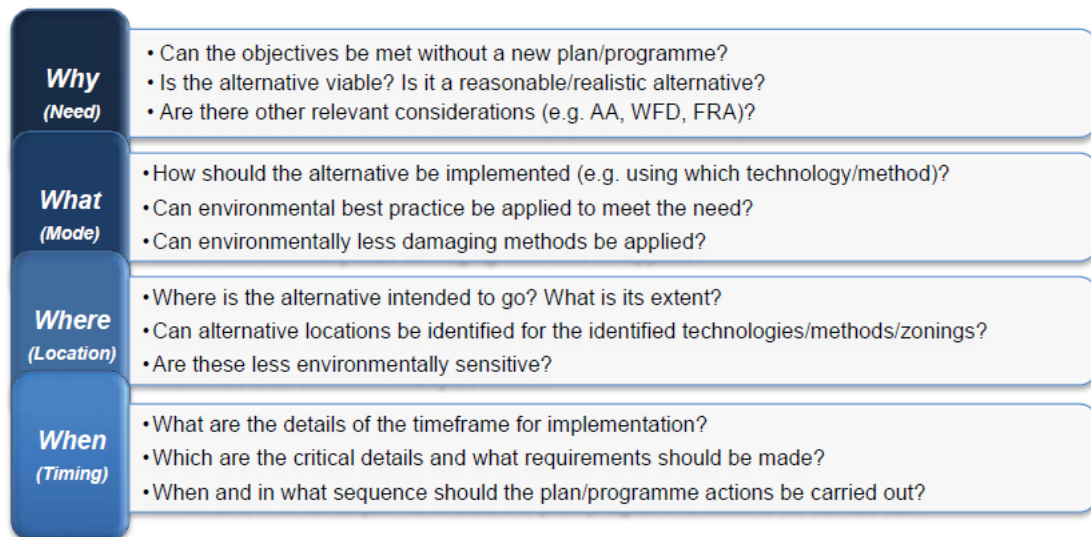 Why
(Need)
• Can the objectives be met without a new plan/programme?
• Is the alternative viable? Is it a reasonable/realistic alternative?
• Are there other relevant considerations (e.g. AA, WFD, FRA)?
What
(Mode)
• How should the alternative be implemented (e.g. using which technology/method)?
• Can environmental best practice be applied to meet the need?
• Can environmentally less damaging methods be applied?
Where
(Location)
• Where is the alternative intended to go? What is its extent?
• Can alternative locations be identified for the identified technologies/methods/zonings?
• Are these less environmentally sensitive?
When
(Timing)
• What are the details of the timeframe for implementation?
• Which are the critical details and what requirements should be made?
• When and in what sequence should the plan/programme actions be carried out?